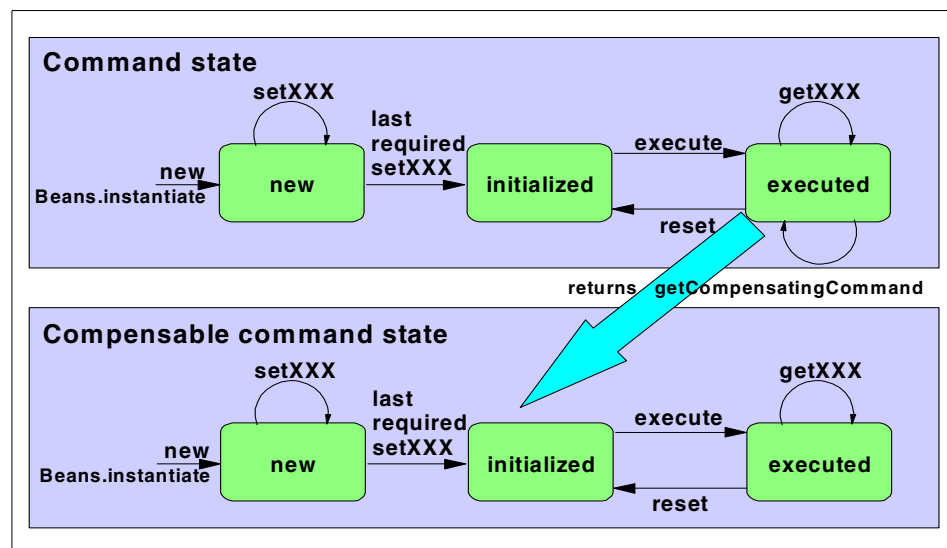 Command state
setXXX
getXXX
last
required
setXXX
execute
new
Beans.instantiate
new
initialized
executed
reset
returns getCompensatingCommand
Compensable command state
setXXX
getXXX
last
required
setXXX
execute
new
Beans.instantiate
new
initialized
executed
reset